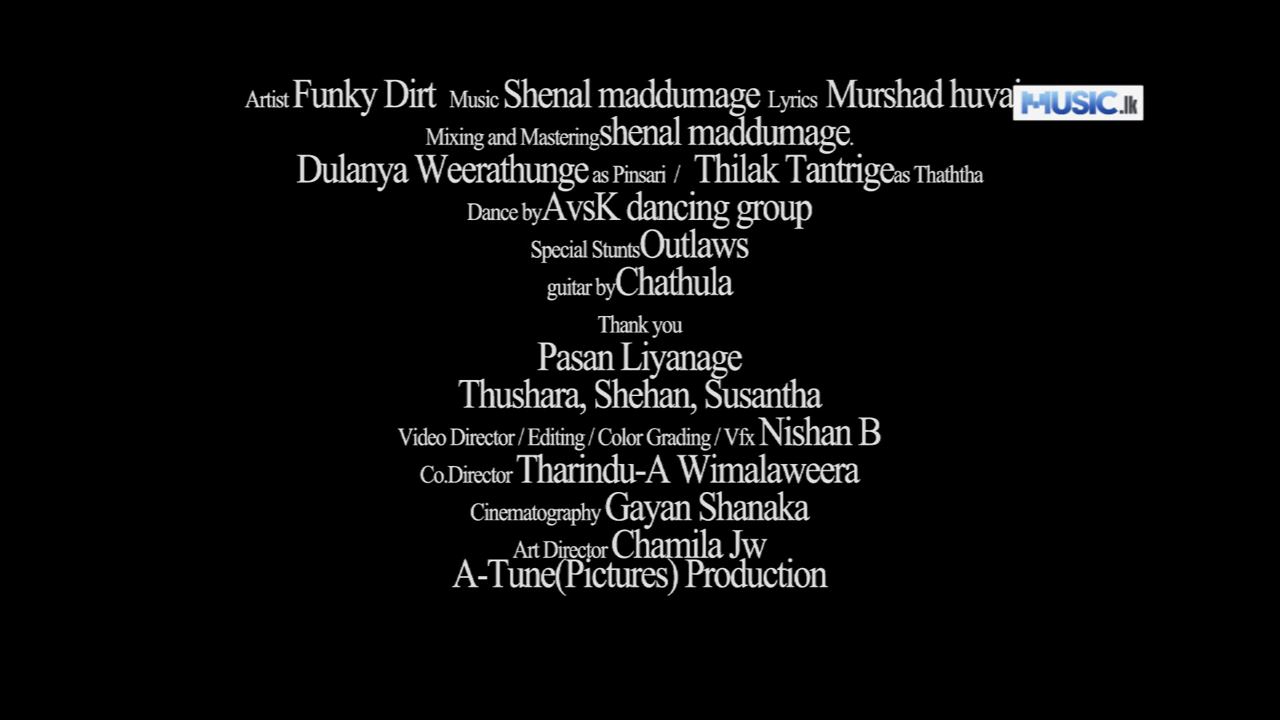 Artist Funky Dirt Music Shenal maddumage Lyrics Murshad
MUSIC.lk
Mixing and Masteringshenal maddumage.
Dulanya Weerathunge as Pinsari / Thilak Tantrigeas Thaththa
Dance byAvsK dancing group
Special StuntsOutlaws
guitar byChathula
Thank you
Pasan Liyanage
Thushara, Shehan, Susantha
Video Director / Editing / Color Grading / Vfx Nishan B
Co.Director Tharindu-A Wimalaweera
Cinematography Gayan Shanaka
Art Director Chamila Jw
A-Tune(Pictures) Production